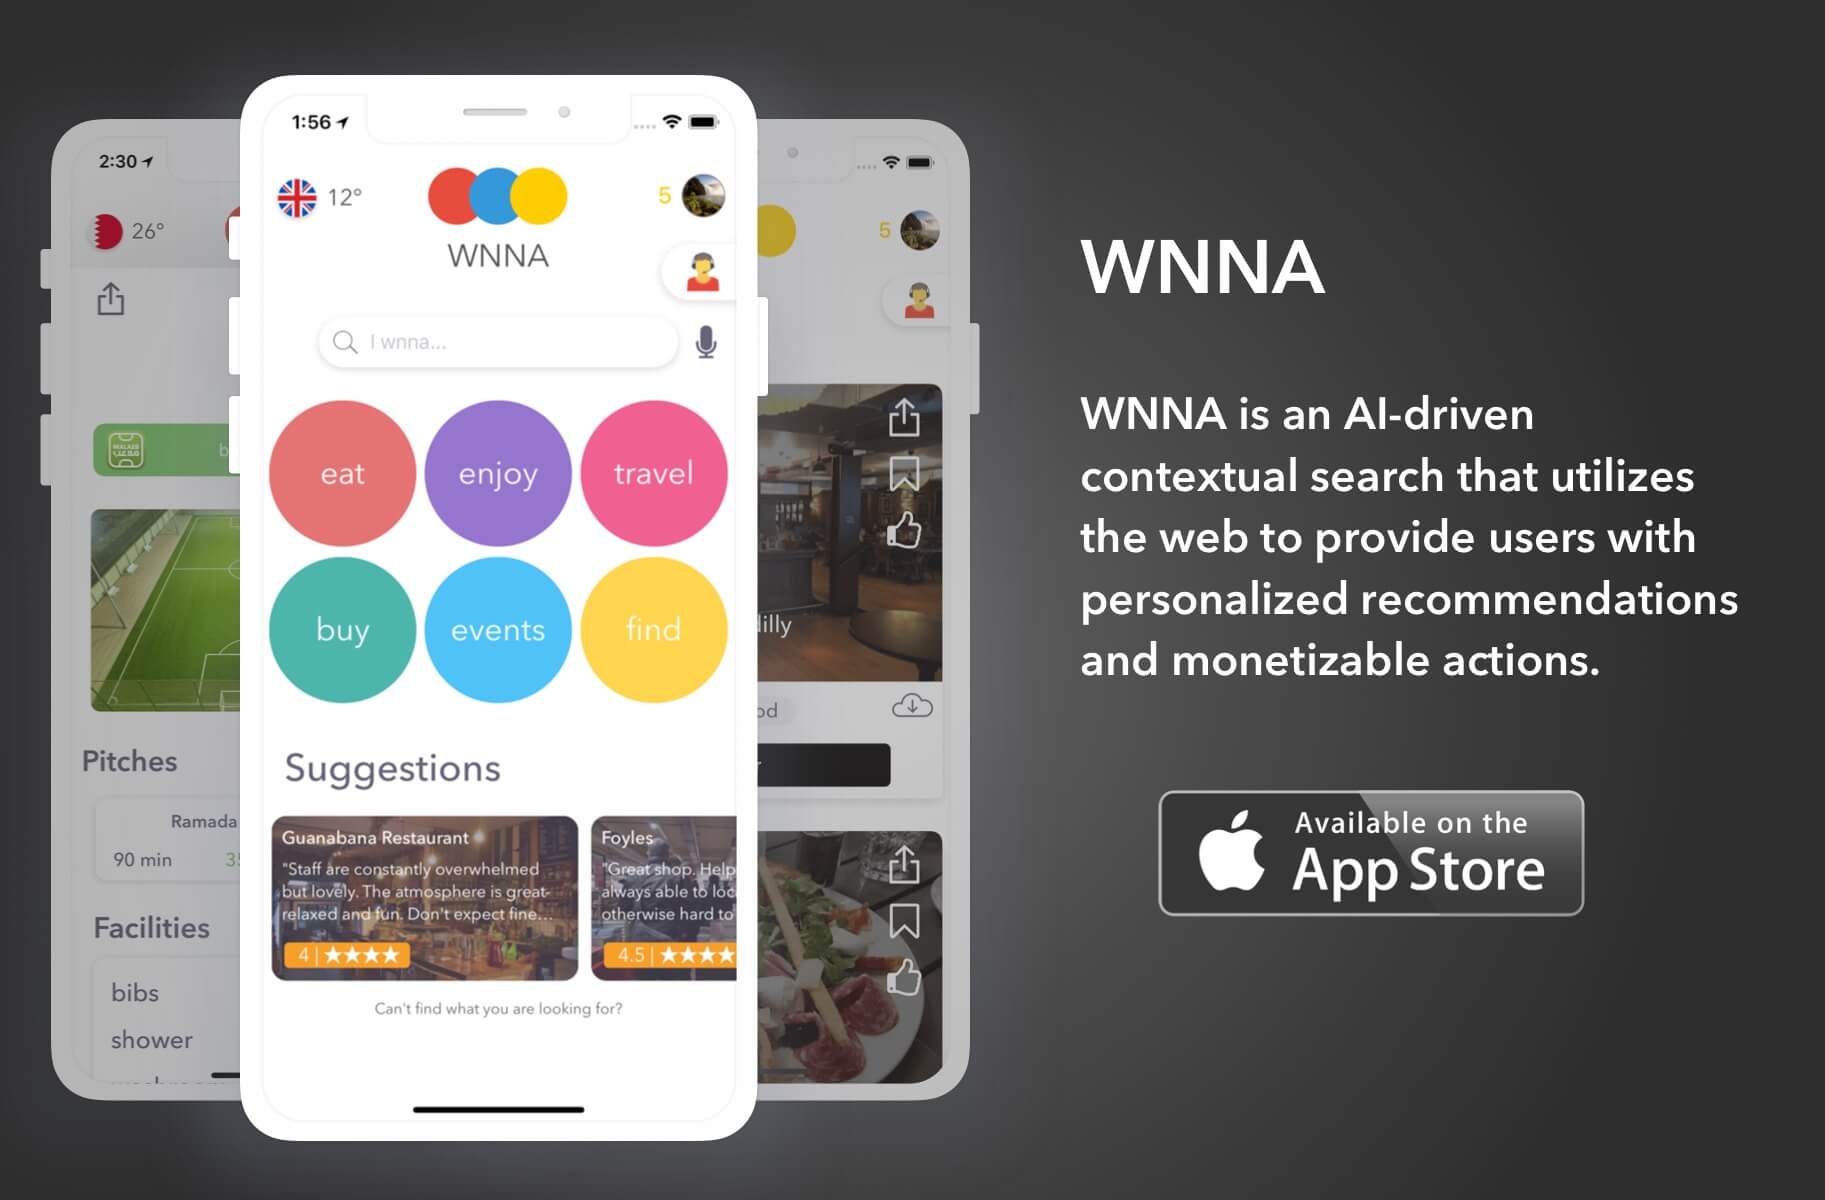 2:30
26°
b
Pitches
Ramada
90 min
Facilities
bibs
shower
1:56
12°
5
WNNA
I wnna...
eat
enjoy
travel
buy
events
find
Suggestions
Guanabana Restaurant
"Staff are constantly overwhelmed
but lovely. The atmosphere is great-
relaxed and fun. Don't expect fine...
4 | ★★★★
Foyles
"Great shop. Help
always able to loc
otherwise hard to
4.5 | ★★★★
Can't find what you are looking for?
5
illy
od
WNNA
WNNA is an AI-driven
contextual search that utilizes
the web to provide users with
personalized recommendations
and monetizable actions.
Available on the
App Store